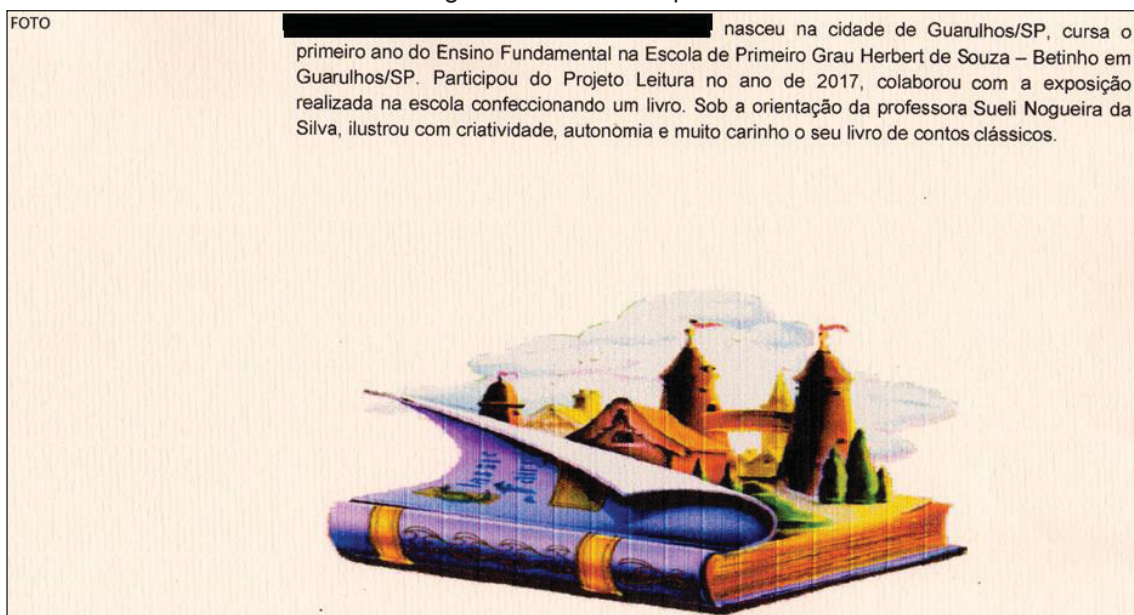 FOTO
nasceu na cidade de Guarulhos/SP, cursa o
primeiro ano do Ensino Fundamental na Escola de Primeiro Grau Herbert de Souza – Betinho em
Guarulhos/SP. Participou do Projeto Leitura no ano de 2017, colaborou com a exposição
realizada na escola confeccionando um livro. Sob a orientação da professora Sueli Nogueira da
Silva, ilustrou com criatividade, autonomia e muito carinho o seu livro de contos clássicos.
Classic
Fairy